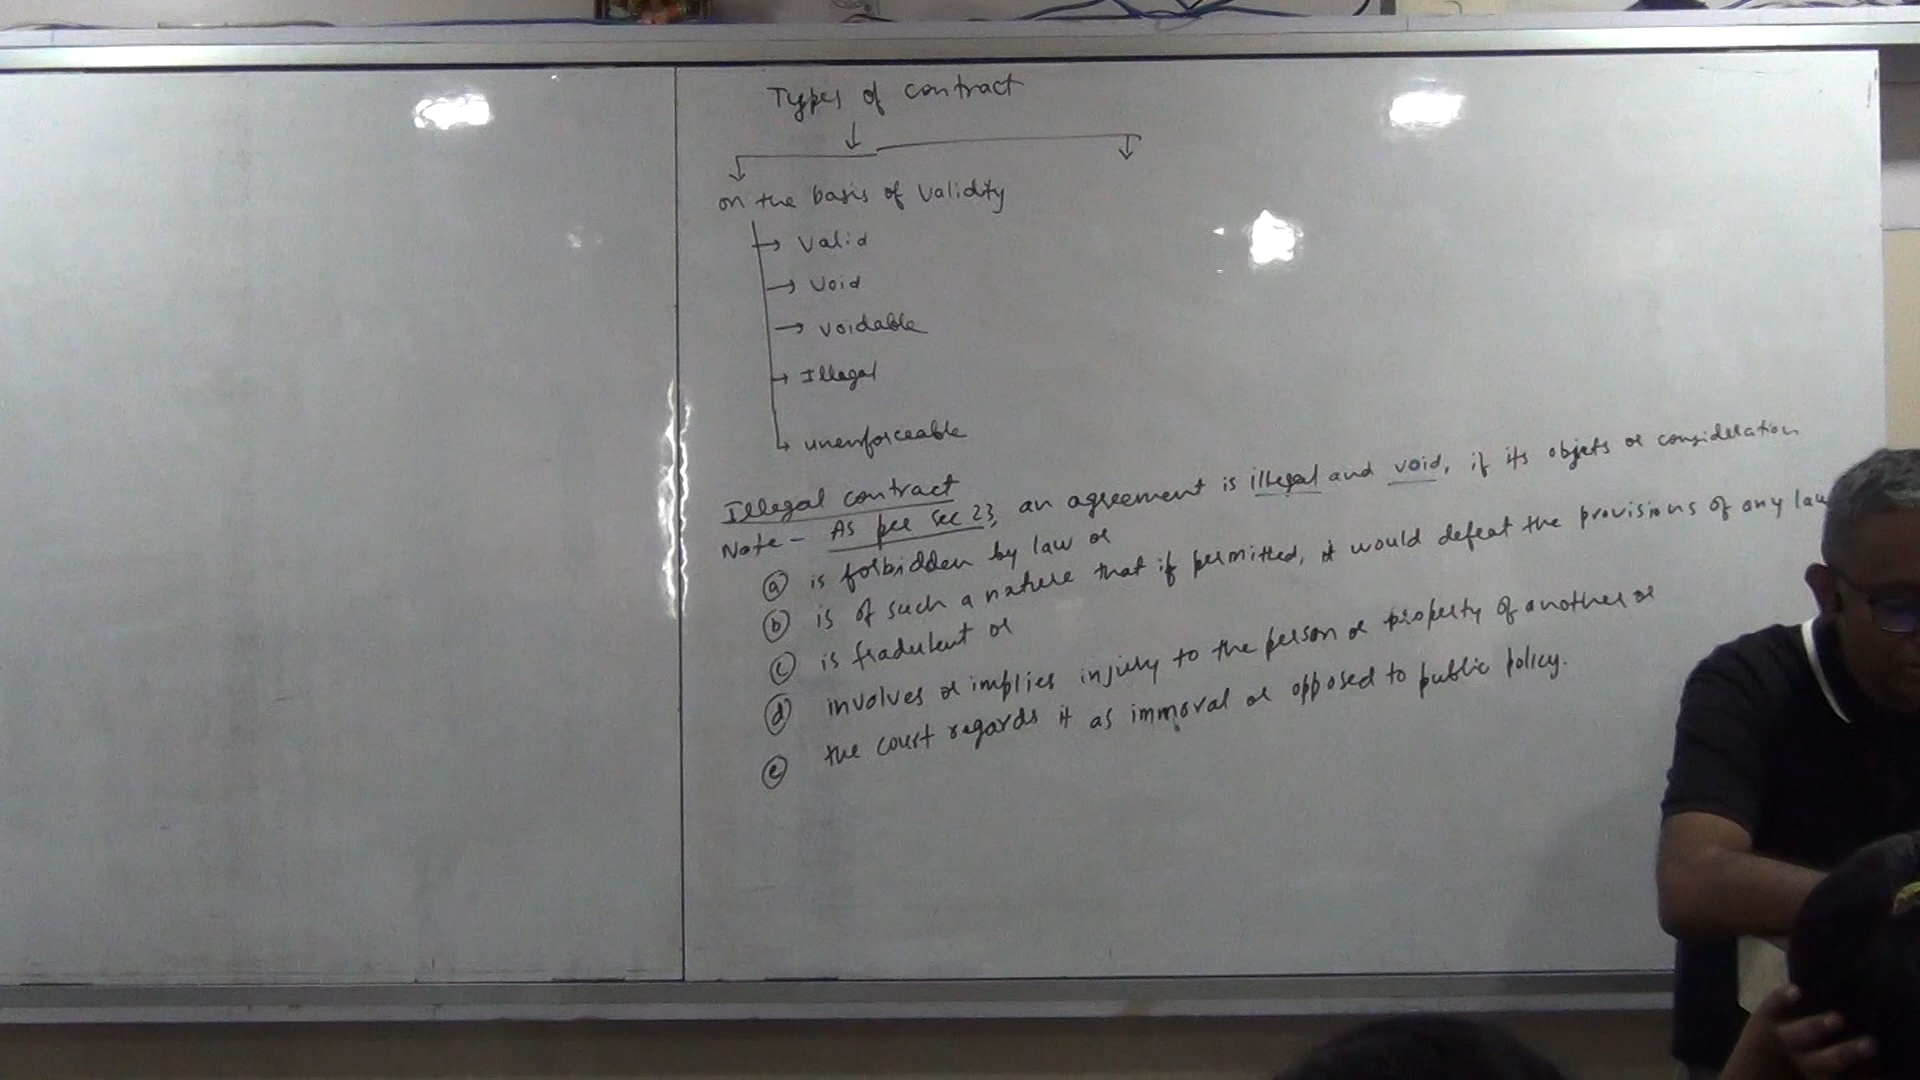 Types of contract
on the basis of validity
→ Valid
→ Void
→ voidable
→ Illegal
→ unenforceable
Illegal contract
Note - As per Sec 23, an agreement is illegal and void, if its objets or consideration
(a) is forbidden by law or
(b) is of such a nature that if permitted, it would defeat the provisions of any law
(c) is fradulent or
(d) involves or implies injury to the person or property of another or
(e) the court regards it as immoral or opposed to public policy.